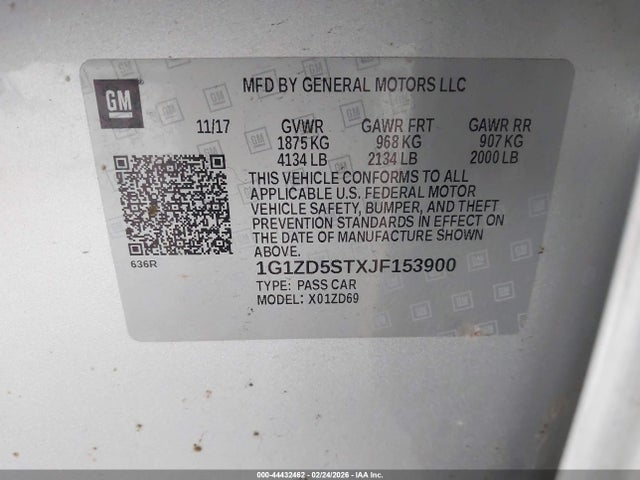 GM
MFD BY GENERAL MOTORS LLC
11/17 GVWR GAWR FRT GAWR RR
1875 KG 968 KG 907 KG
4134 LB 2134 LB 2000 LB
THIS VEHICLE CONFORMS TO ALL
APPLICABLE U.S. FEDERAL MOTOR
VEHICLE SAFETY, BUMPER, AND THEFT
PREVENTION STANDARDS IN EFFECT ON
THE DATE OF MANUFACTURE SHOWN
ABOVE.
636R
1G1ZD5STXJF153900
TYPE: PASS CAR
MODEL: X01ZD69
000-44432462 - 02/24/2026 - IAAI.COM